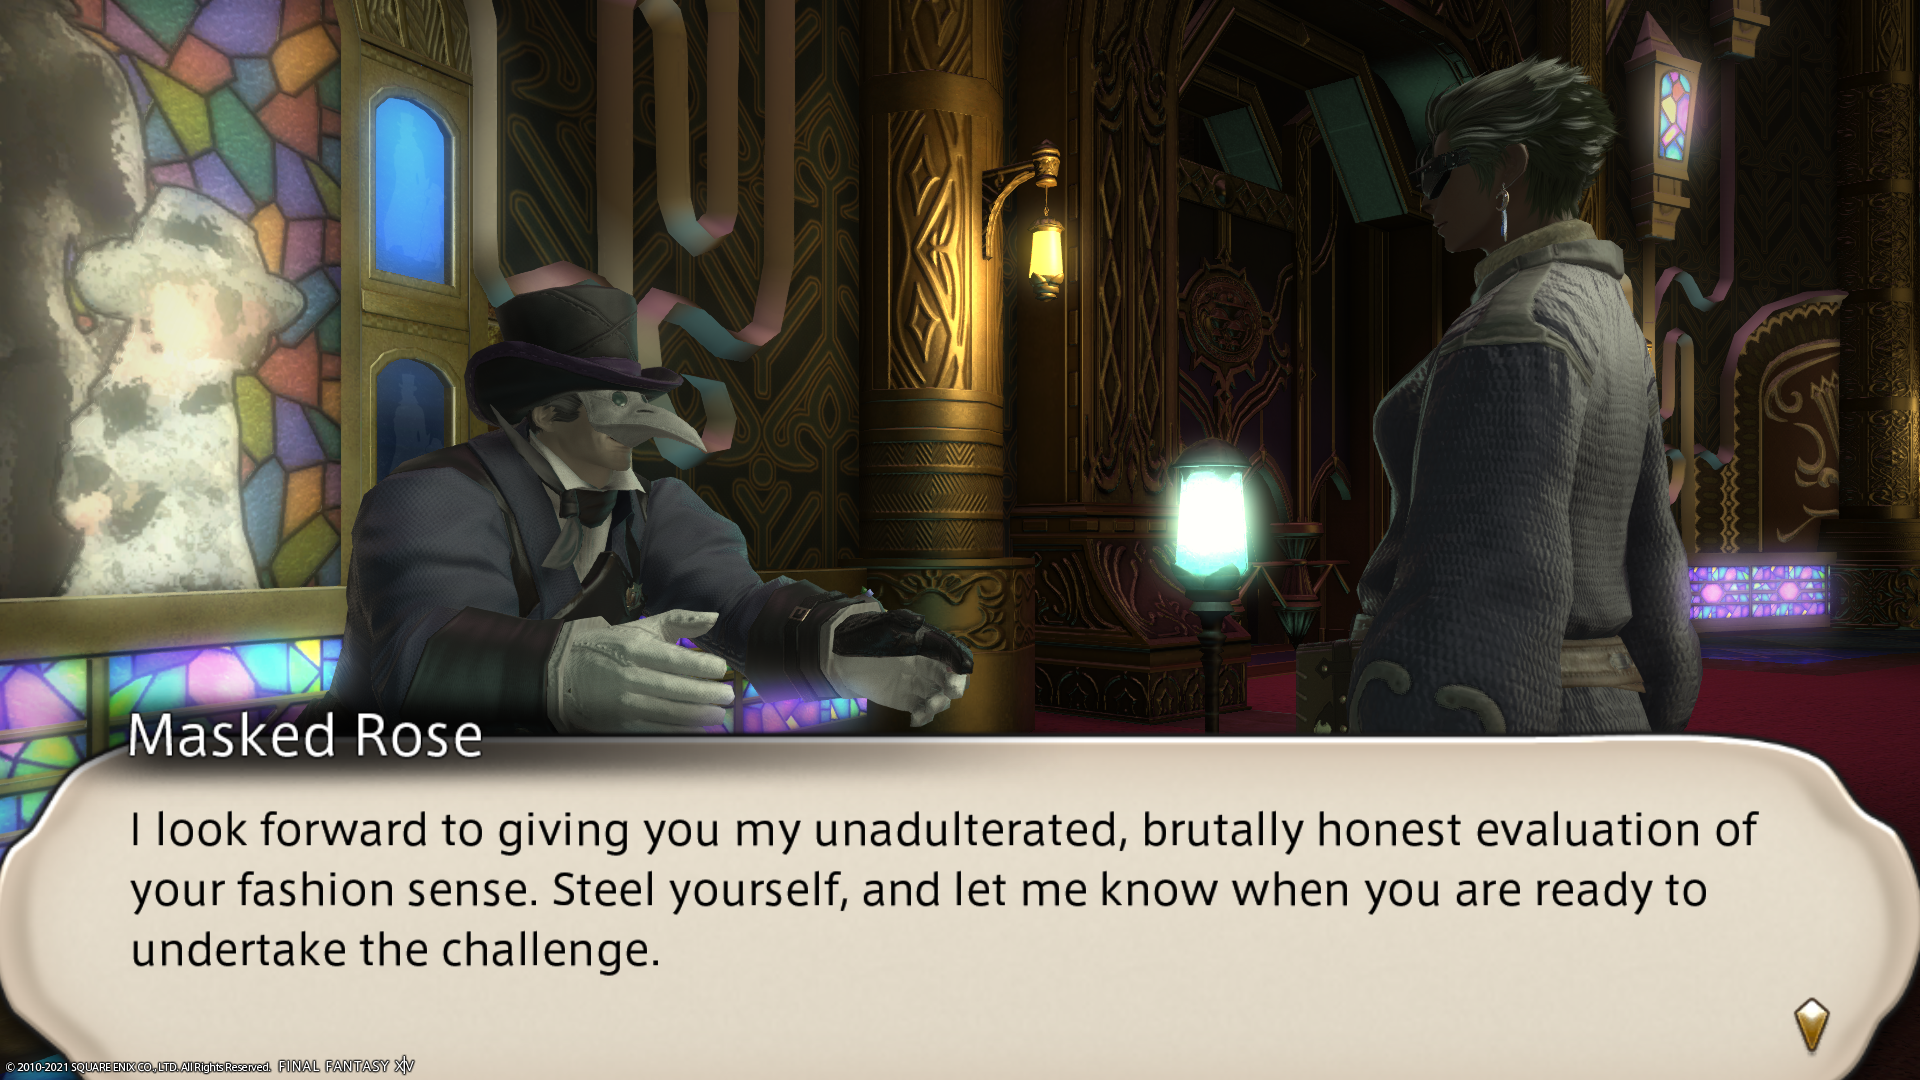 Masked Rose
I look forward to giving you my unadulterated, brutally honest evaluation of
your fashion sense. Steel yourself, and let me know when you are ready to
undertake the challenge.
© 2010-2021 SQUARE ENIX CO., LTD. All Rights Reserved. FINAL FANTASY XIV